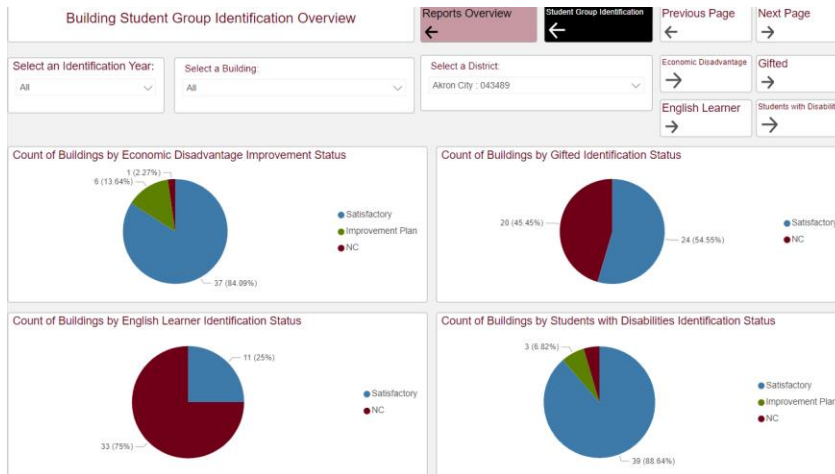 Building Student Group Identification Overview
Reports Overview
Student Group Identification
Previous Page
Next Page
Select an Identification Year:
All
Select a Building:
All
Select a District:
Akron City : 043489
Economic Disadvantage
Gifted
English Learner
Students with Disabiliti
Count of Buildings by Economic Disadvantage Improvement Status
1 (2.27%)
6 (13.64%)
37 (84.09%)
Satisfactory
Improvement Plan
NC
Count of Buildings by Gifted Identification Status
20 (45.45%)
24 (54.55%)
Satisfactory
NC
Count of Buildings by English Learner Identification Status
11 (25%)
33 (75%)
Satisfactory
NC
Count of Buildings by Students with Disabilities Identification Status
3 (6.82%)
39 (88.64%)
Satisfactory
Improvement Plan
NC